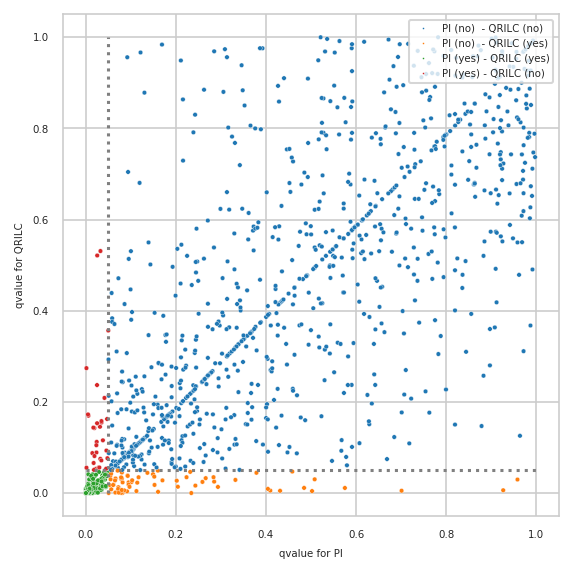 PI (no) - QRILC (no)
PI (no) - QRILC (yes)
PI (yes) - QRILC (yes)
PI (yes) - QRILC (no)
qvalue for QRILC
1.0
0.8
0.6
0.4
0.2
0.0
0.0 0.2 0.4 0.6 0.8 1.0
qvalue for PI